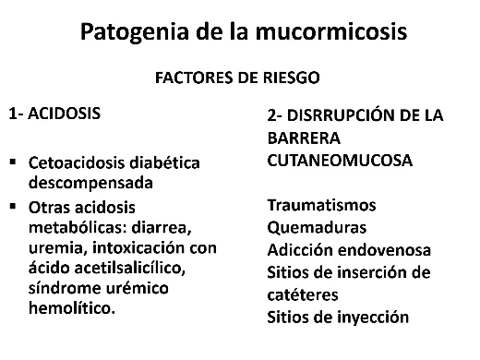 Patogenia de la mucormicosis
FACTORES DE RIESGO
1- ACIDOSIS
▪ Cetoacidosis diabética
descompensada
▪ Otras acidosis
metabólicas: diarrea,
uremia, intoxicación con
ácido acetilsalicílico,
síndrome urémico
hemolítico.
2- DISRRUPCIÓN DE LA
BARRERA
CUTANEOMUCOSA
Traumatismos
Quemaduras
Adicción endovenosa
Sitios de inserción de
catéteres
Sitios de inyección